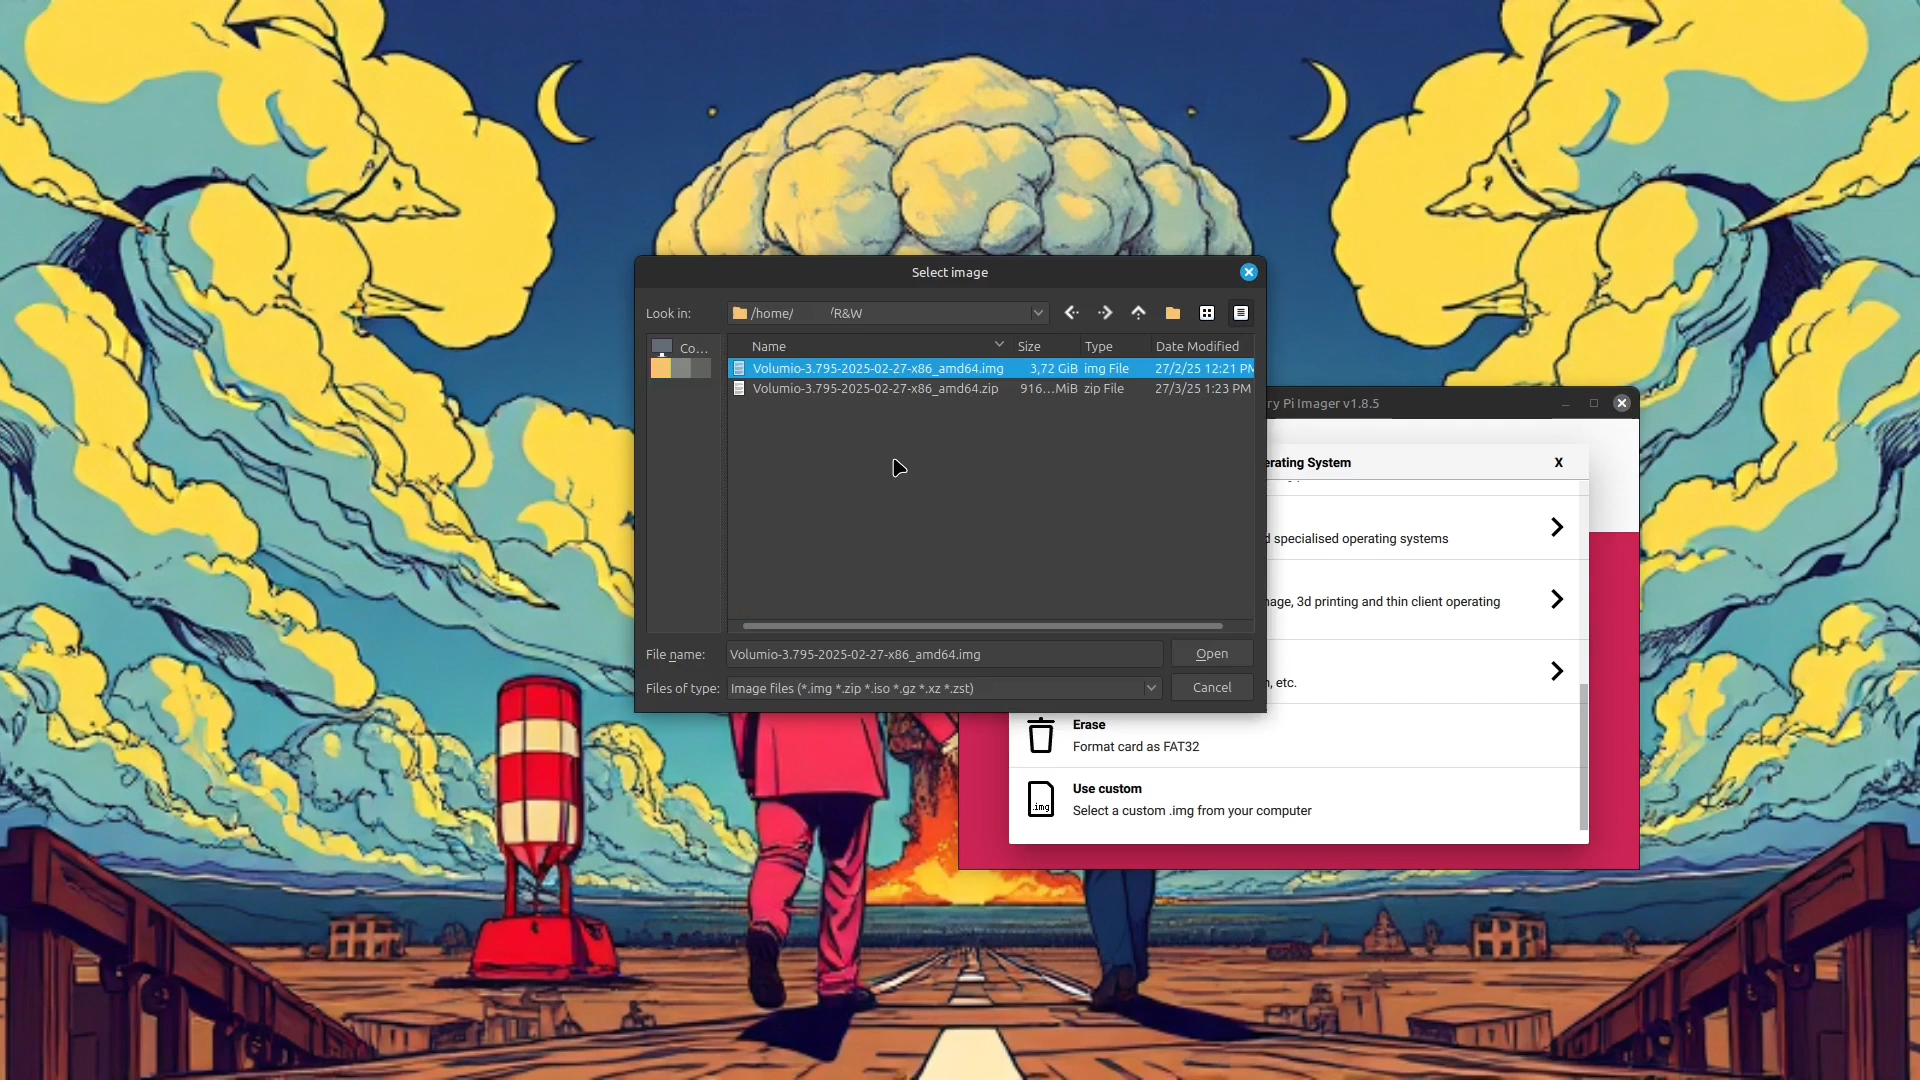 Select image
Look in:
/home/ /R&W
Co...
Name Size Type Date Modified
Volumio-3.795-2025-02-27-x86_amd64.img 3,72 GiB img File 27/2/25 12:21 PM
Volumio-3.795-2025-02-27-x86_amd64.zip 916...MiB zip File 27/3/25 1:23 PM
File name: Volumio-3.795-2025-02-27-x86_amd64.img Open
Files of type: Image files (*.img *.zip *.iso *.gz *.xz *.zst) Cancel
ry Pi Imager v1.8.5
erating System X
d specialised operating systems
nage, 3d printing and thin client operating
n, etc.
Erase
Format card as FAT32
.img
Use custom
Select a custom .img from your computer